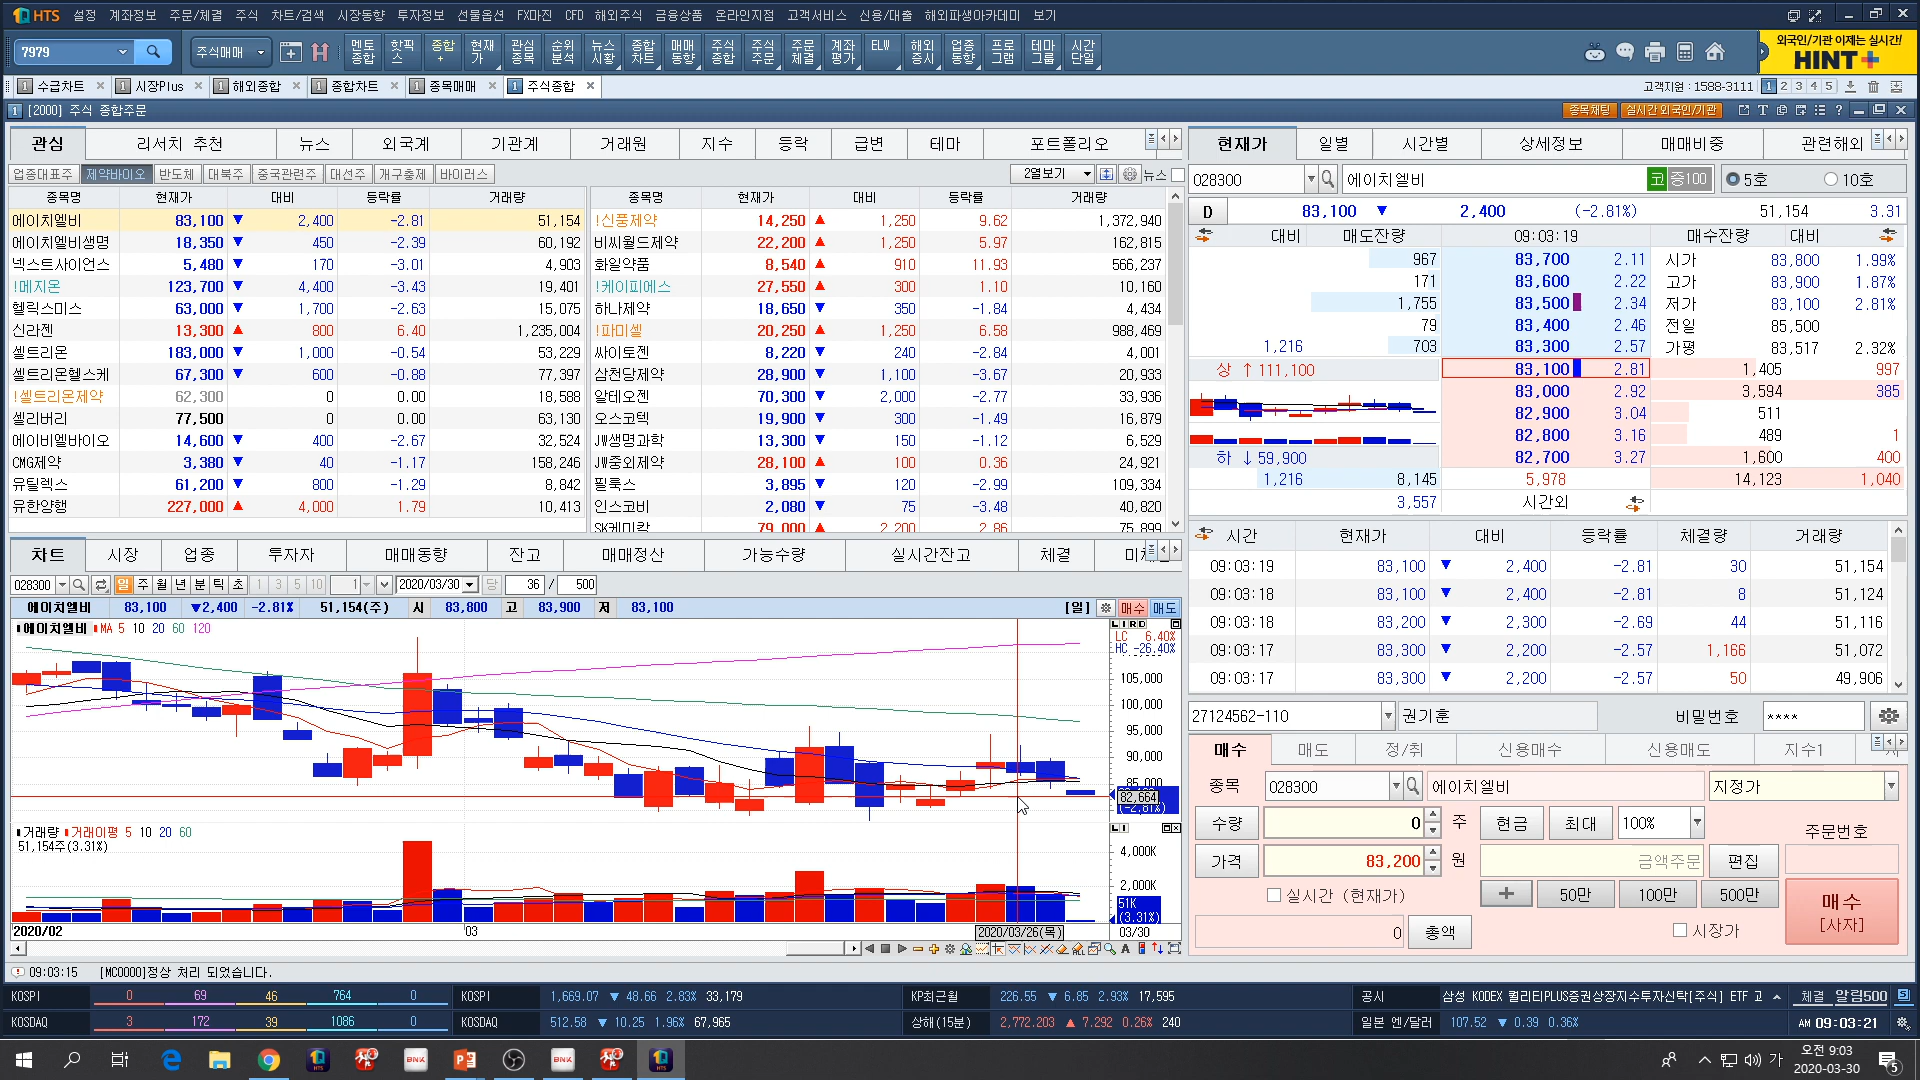 HTS 설정 계좌정보 주문/체결 주식 차트/검색 시장동향 투자정보 선물옵션 FX마진 CFD 해외주식 금융상품 온라인지점 고객서비스 신용/대출 해외파생아카데미 보기
7979 주식매매 멘토종합 핫픽스 종합+ 현재가 관심종목 순위분석 뉴스시황 종합차트 매매동향 주식종합 주식주문 주문체결 계좌평가 ELW 해외증시 업종동향 프로그램 테마그룹 시간단일
외국인/기관 이제는 실시간!
HINT+
1 수급차트 1 시장Plus 1 해외종합 1 종합차트 1 종목매매 1 주식종합 고객지원 : 1588-3111 1 2 3 4 5
1 [2000] 주식 종합주문 종목채팅 실시간 외국인/기관
관심 리서치 추천 뉴스 외국계 기관계 거래원 지수 등락 급변 테마 포트폴리오
업종대표주 제약바이오 반도체 대북주 중국관련주 대선주 개구충제 바이러스 2열보기 뉴스
종목명 현재가 대비 등락률 거래량
에이치엘비 83,100 ▼ 2,400 -2.81 51,154
에이치엘비생명 18,350 ▼ 450 -2.39 60,192
넥스트사이언스 5,480 ▼ 170 -3.01 4,903
!메지온 123,700 ▼ 4,400 -3.43 19,401
헬릭스미스 63,000 ▼ 1,700 -2.63 15,075
신라젠 13,300 ▲ 800 6.40 1,235,004
셀트리온 183,000 ▼ 1,000 -0.54 53,229
셀트리온헬스케 67,300 ▼ 600 -0.88 77,397
!셀트리온제약 62,300 0 0.00 18,588
셀리버리 77,500 0 0.00 63,130
에이비엘바이오 14,600 ▼ 400 -2.67 32,524
CMG제약 3,380 ▼ 40 -1.17 158,246
유틸렉스 61,200 ▼ 800 -1.29 8,842
유한양행 227,000 ▲ 4,000 1.79 10,413
종목명 현재가 대비 등락률 거래량
!신풍제약 14,250 ▲ 1,250 9.62 1,372,940
비씨월드제약 22,200 ▲ 1,250 5.97 162,815
화일약품 8,540 ▲ 910 11.93 566,237
!케이피에스 27,550 ▲ 300 1.10 10,160
하나제약 18,650 ▼ 350 -1.84 4,434
!파미셀 20,250 ▲ 1,250 6.58 988,469
싸이토젠 8,220 ▼ 240 -2.84 4,001
삼천당제약 28,900 ▼ 1,100 -3.67 20,933
알테오젠 70,300 ▼ 2,000 -2.77 33,936
오스코텍 19,900 ▼ 300 -1.49 16,879
JW생명과학 13,300 ▼ 150 -1.12 6,529
JW중외제약 28,100 ▲ 100 0.36 24,921
필룩스 3,895 ▼ 120 -2.99 109,334
인스코비 2,080 ▼ 75 -3.48 40,820
SK케미칼 79,000 ▲ 2,200 2.86 75,899
현재가 일별 시간별 상세정보 매매비중 관련해외
028300 에이치엘비 코 중100 5호 10호
D 83,100 ▼ 2,400 (-2.81%) 51,154 3.31
대비 매도잔량 09:03:19 매수잔량 대비
967 83,700 2.11 시가 83,800 1.99%
171 83,600 2.22 고가 83,900 1.87%
1,755 83,500 2.34 저가 83,100 2.81%
79 83,400 2.46 전일 85,500
1,216 703 83,300 2.57 가평 83,517 2.32%
상 ↑ 111,100 83,100 2.81 1,405 997
83,000 2.92 3,594 385
82,900 3.04 511
82,800 3.16 489 1
하 ↓ 59,900 82,700 3.27 1,600 400
1,216 8,145 5,978 14,123 1,040
3,557 시간외
시간 현재가 대비 등락률 체결량 거래량
09:03:19 83,100 ▼ 2,400 -2.81 30 51,154
09:03:18 83,100 ▼ 2,400 -2.81 8 51,124
09:03:18 83,200 ▼ 2,300 -2.69 44 51,116
09:03:17 83,300 ▼ 2,200 -2.57 1,166 51,072
09:03:17 83,300 ▼ 2,200 -2.57 50 49,906
차트 시장 업종 투자자 매매동향 잔고 매매정산 가능수량 실시간잔고 체결
028300 일 주 월 년 분 틱 초 1 3 5 10 1 2020/03/30 당 36 / 500
에이치엘비 83,100 ▼2,400 -2.81% 51,154(주) 시 83,800 고 83,900 저 83,100 [일] 매수 매도
에이치엘비 MA 5 10 20 60 120
L I R D
LC 6.40%
HC -26.40%
105,000
100,000
95,000
90,000
85,000
82,664
(-2.81%)
거래량 거래이평 5 10 20 60
51,154주(3.31%)
L I
4,000K
2,000K
51K
(3.31%)
2020/02 03 2020/03/26(목) 03/30
27124562-110 권기훈 비밀번호 ****
매수 매도 정/취 신용매수 신용매도 지수1
종목 028300 에이치엘비 지정가
수량 0 주 현금 최대 100% 주문번호
가격 83,200 원 금액주문 편집
실시간 (현재가) + 50만 100만 500만 매수
[사자]
0 총액 시장가
09:03:15 [MC0000]정상 처리 되었습니다.
KOSPI 0 69 46 764 0 KOSPI 1,669.07 ▼ 48.66 2.83% 33,179 KP최근월 226.55 ▼ 6.85 2.93% 17,595 공시 삼성 KODEX 퀄리티PLUS증권상장지수투자신탁[주식] ETF 고 체결 알림500
KOSDAQ 3 172 39 1086 0 KOSDAQ 512.58 ▼ 10.25 1.96% 67,965 상해(15분) 2,772.203 ▲ 7.292 0.26% 240 일본 엔/달러 107.52 ▼ 0.39 0.36% AM 09:03:21
BNK BNK 가 오전 9:03
2020-03-30
5